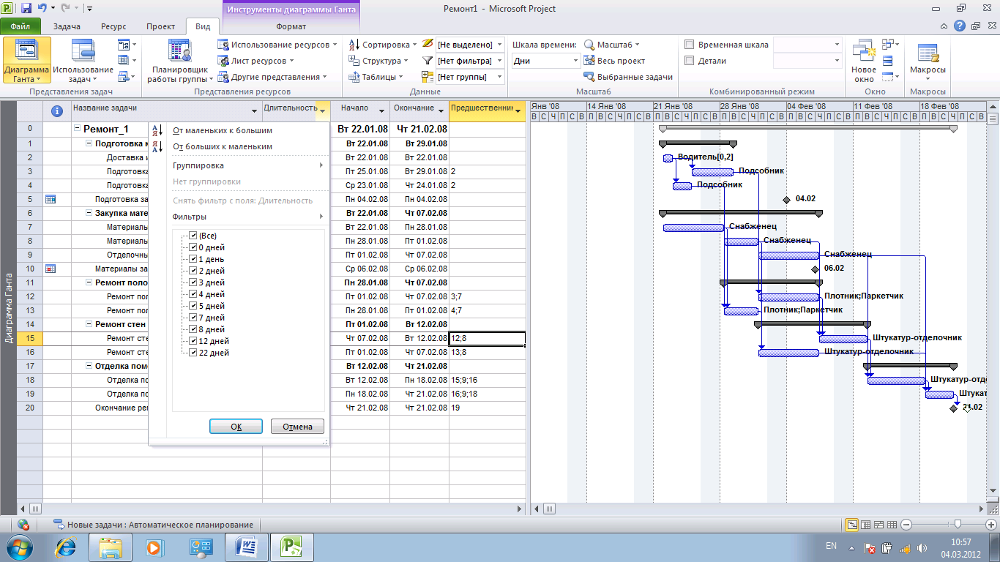 Инструменты диаграммы Ганта
Ремонт1 - Microsoft Project
Файл Задача Ресурс Проект Вид Формат
Диаграмма Ганта
Использование задач
Представления задач
Планировщик работы группы
Использование ресурсов
Лист ресурсов
Другие представления
Представления ресурсов
Сортировка [Не выделено]
Структура [Нет фильтра]
Таблицы [Нет группы]
Данные
Шкала времени:
Дни
Масштаб
Весь проект
Выбранные задачи
Масштаб
Временная шкала
Детали
Комбинированный режим
Новое окно
Окно
Макросы
Макросы
Название задачи Длительность Начало Окончание Предшественни
Янв '08 14 Янв '08 21 Янв '08 28 Янв '08 04 Фев '08 11 Фев '08 18 Фев '08
В С Ч П С В П В С Ч П С В П В С Ч П С В П В С Ч П С В П В С Ч П С В П В С Ч П С В П В С Ч П С В
0 Ремонт_1 Вт 22.01.08 Чт 21.02.08
1 Подготовка к Вт 22.01.08 Вт 29.01.08
2 Доставка и Вт 22.01.08 Вт 22.01.08 Водитель[0,2]
3 Подготовка Пт 25.01.08 Вт 29.01.08 2 Подсобник
4 Подготовка Ср 23.01.08 Чт 24.01.08 2 Подсобник
5 Подготовка за Пн 04.02.08 Пн 04.02.08 04.02
6 Закупка мате Вт 22.01.08 Чт 07.02.08
7 Материаль Вт 22.01.08 Пн 28.01.08 Снабженец
8 Материаль Пн 28.01.08 Пт 01.02.08 Снабженец
9 Отделочны Пт 01.02.08 Чт 07.02.08 Снабженец
10 Материалы за Ср 06.02.08 Ср 06.02.08 06.02
11 Ремонт поло Пн 28.01.08 Чт 07.02.08
12 Ремонт пол Пт 01.02.08 Чт 07.02.08 3;7 Плотник;Паркетчик
13 Ремонт пол Пн 28.01.08 Пт 01.02.08 4;7 Плотник;Паркетчик
14 Ремонт стен Пт 01.02.08 Вт 12.02.08
15 Ремонт сте Чт 07.02.08 Вт 12.02.08 12;8 Штукатур-отделочник
16 Ремонт сте Пт 01.02.08 Чт 07.02.08 13;8 Штукатур-отделочник
17 Отделка пом Вт 12.02.08 Чт 21.02.08
18 Отделка по Вт 12.02.08 Пн 18.02.08 15;9;16 Штукатур-отде
19 Отделка по Пн 18.02.08 Чт 21.02.08 16;9;18 Штукат
20 Окончание рем Чт 21.02.08 Чт 21.02.08 19 21.02
От маленьких к большим
От больших к маленьким
Группировка
Нет группировки
Снять фильтр с поля: Длительность
Фильтры
(Все)
0 дней
1 день
2 дней
3 дней
4 дней
5 дней
7 дней
8 дней
12 дней
22 дней
ОК Отмена
Диаграмма Ганта
Новые задачи : Автоматическое планирование
EN
10:57
04.03.2012